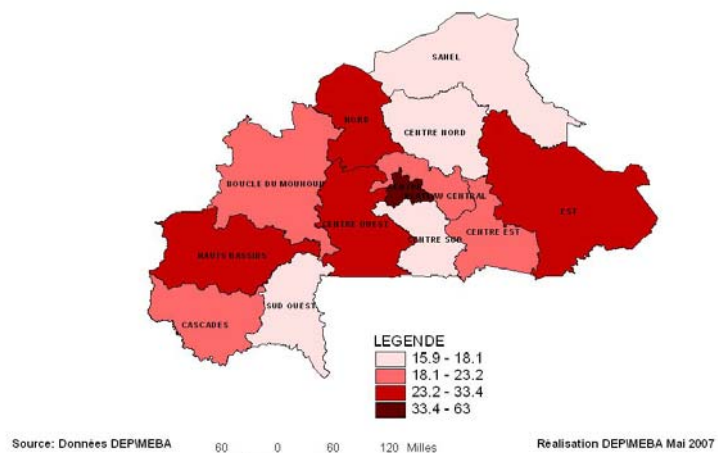 SAHEL
NORD
CENTRE NORD
BOUCLE DU MOUHOUN
CENTRE
PLATEAU CENTRAL
EST
CENTRE OUEST
CENTRE SUD
CENTRE EST
HAUTS BASSINS
SUD OUEST
CASCADES
LEGENDE
15.9 - 18.1
18.1 - 23.2
23.2 - 33.4
33.4 - 63
Source: Données DEP\MEBA
60 0 60 120 Milles
Réalisation DEP\MEBA Mai 2007